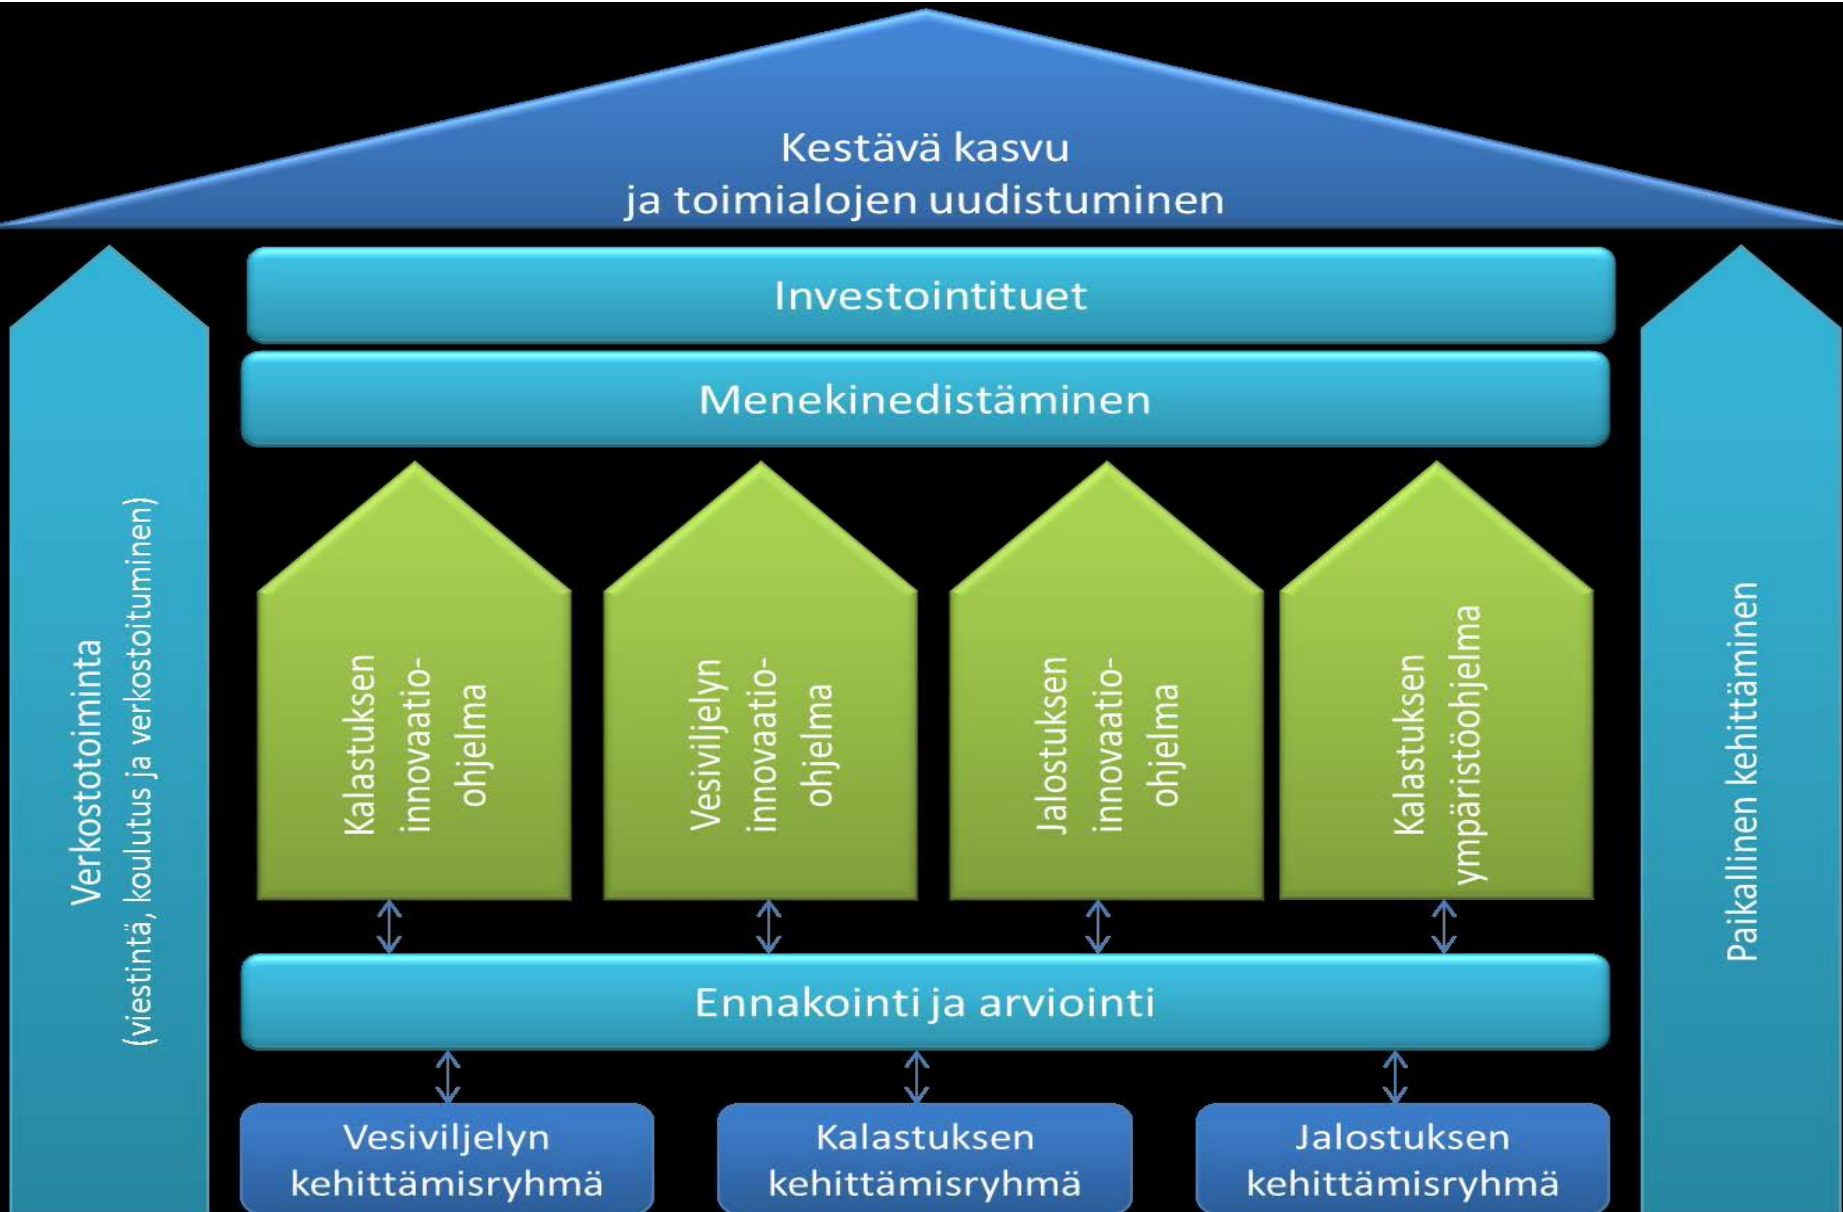 Kestävä kasvu
ja toimialojen uudistuminen
Investointituet
Menekinedistäminen
Verkostotoiminta
(viestintä, koulutus ja verkostoituminen)
Kalastuksen
innovaatio-
ohjelma
Vesiviljelyn
innovaatio-
ohjelma
Jalostuksen
innovaatio-
ohjelma
Kalastuksen
ympäristöohjelma
Paikallinen kehittäminen
Ennakointi ja arviointi
Vesiviljelyn
kehittämisryhmä
Kalastuksen
kehittämisryhmä
Jalostuksen
kehittämisryhmä